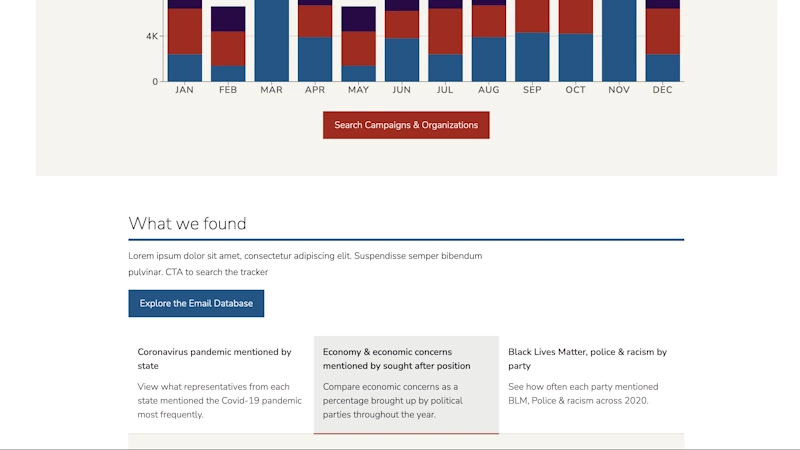 4K
0
JAN FEB MAR APR MAY JUN JUL AUG SEP OCT NOV DEC
Search Campaigns & Organizations
What we found
Lorem ipsum dolor sit amet, consectetur adipiscing elit. Suspendisse semper bibendum
pulvinar. CTA to search the tracker
Explore the Email Database
Coronavirus pandemic mentioned by
state
View what representatives from each
state mentioned the Covid-19 pandemic
most frequently.
Economy & economic concerns
mentioned by sought after position
Compare economic concerns as a
percentage brought up by political
parties throughout the year.
Black Lives Matter, police & racism by
party
See how often each party mentioned
BLM, Police & racism across 2020.